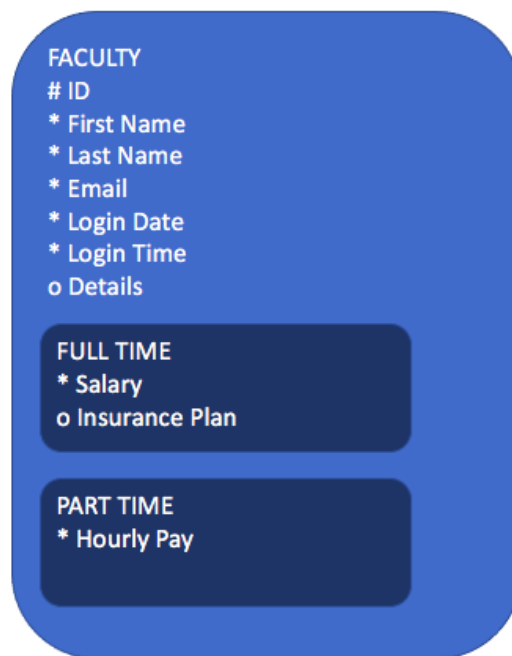 FACULTY
# ID
* First Name
* Last Name
* Email
* Login Date
* Login Time
o Details
FULL TIME
* Salary
o Insurance Plan
PART TIME
* Hourly Pay